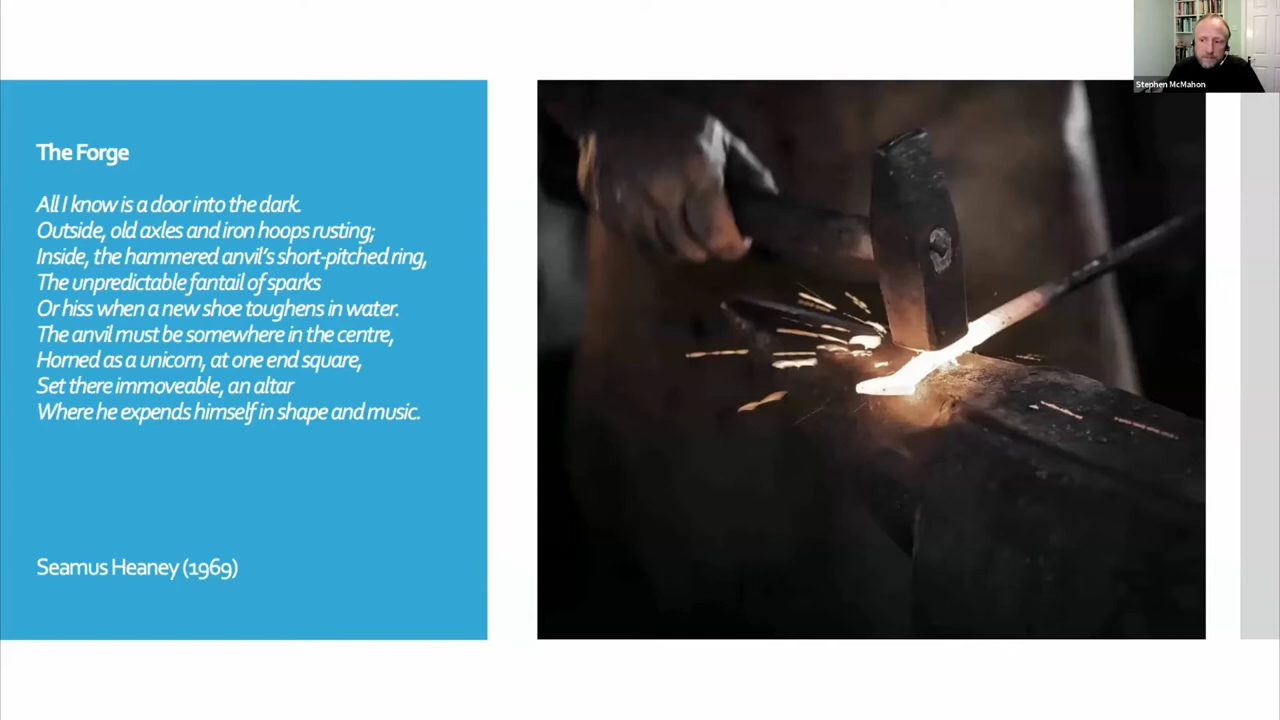 Stephen McMahon
The Forge
All I know is a door into the dark.
Outside, old axles and iron hoops rusting;
Inside, the hammered anvil's short-pitched ring,
The unpredictable fantail of sparks
Or hiss when a new shoe toughens in water.
The anvil must be somewhere in the centre,
Horned as a unicorn, at one end square,
Set there immoveable, an altar
Where he expends himself in shape and music.
Seamus Heaney (1969)